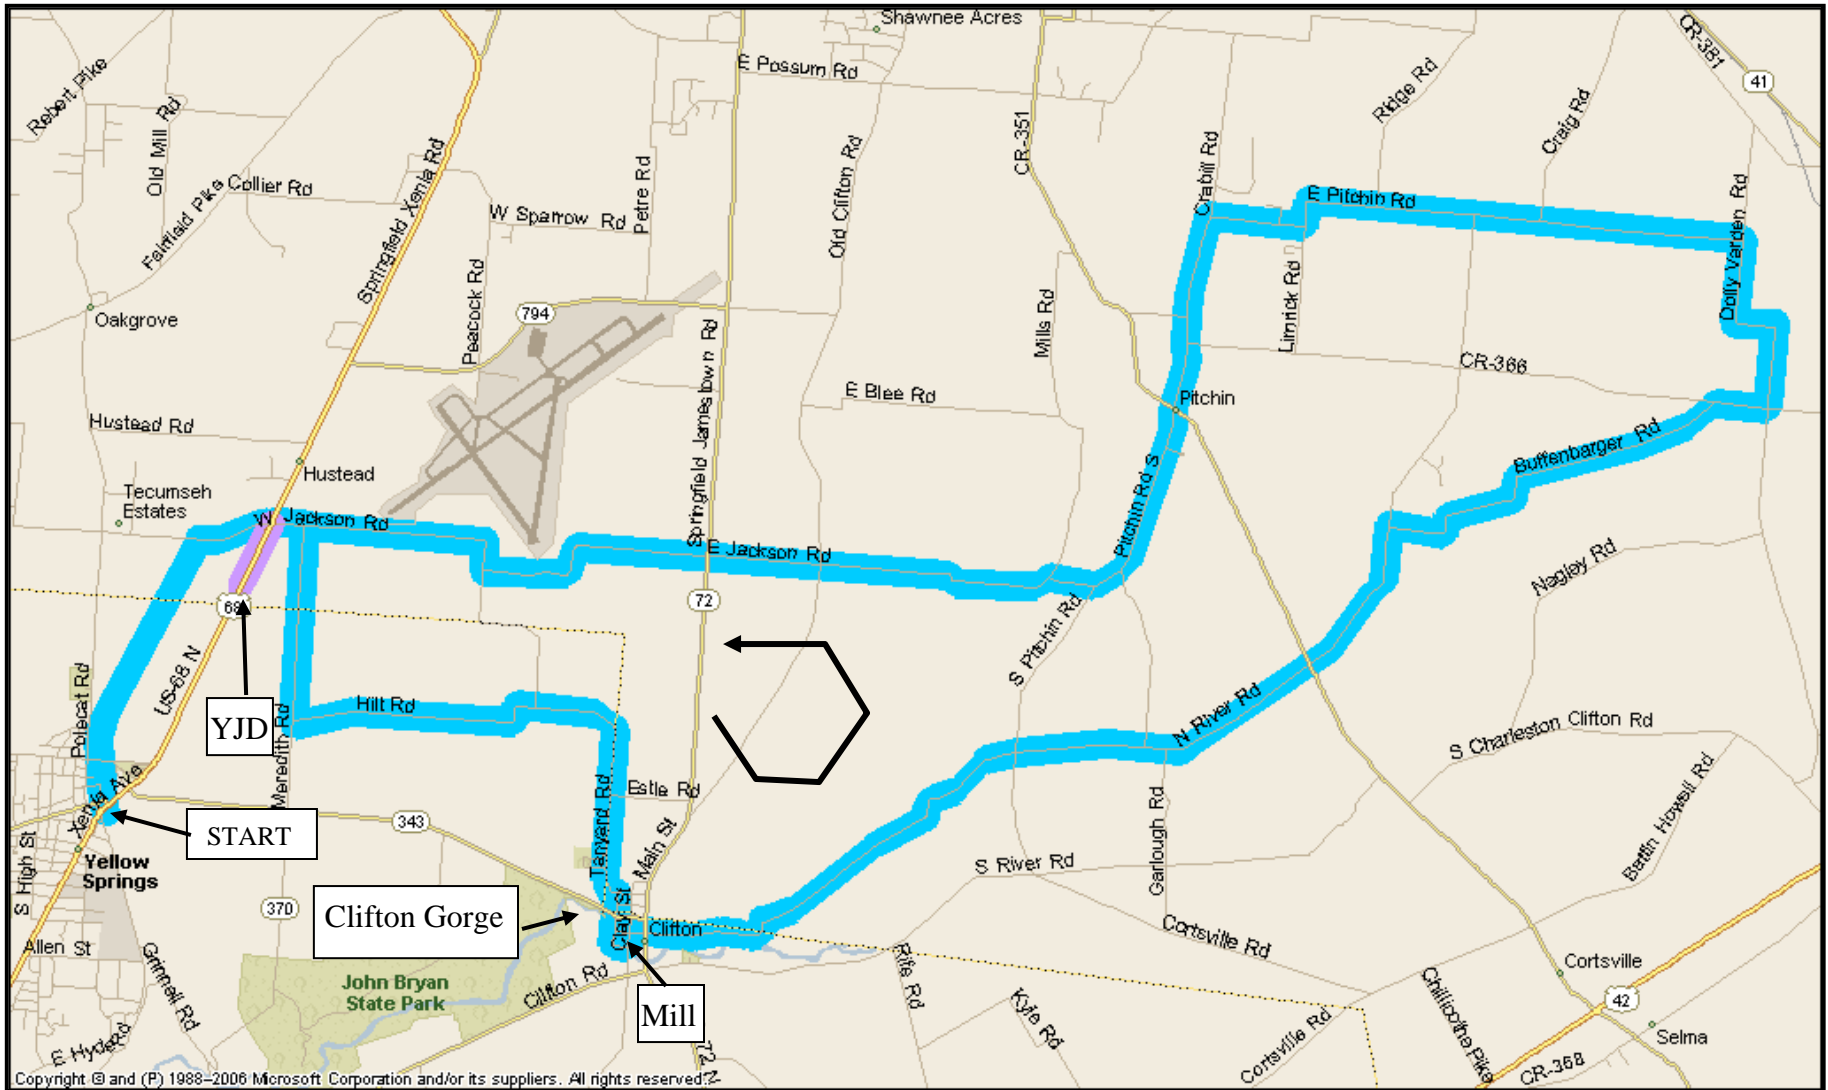 Shawnee Acres
CR-381
41
E Possum Rd
Rebert Pike
Old Mill Rd
Ridge Rd
Craig Rd
CR-351
Crabill Rd
Springfield Xenia Rd
Petre Rd
Old Clifton Rd
Fairfield Pike
Collier Rd
W Sparrow Rd
E Pitchin Rd
Dolly Varden Rd
Peacock Rd
Oakgrove
794
Mills Rd
Limrick Rd
CR-366
Springfield Jamestown Rd
E Blee Rd
Pitchin
Hustead Rd
Hustead
Buffenbarger Rd
Tecumseh
Estates
W Jackson Rd
E Jackson Rd
Pitchin Rd S
Nagley Rd
68
72
S Pitchin Rd
Polecat Rd
US-68 N
YJD
Meredith Rd
Hilt Rd
N River Rd
S Charleston Clifton Rd
Xenia Ave
START
343
Tanyard Rd
Estle Rd
Main St
Garlough Rd
Battin Howell Rd
S High St
Yellow
Springs
S River Rd
370
Clifton Gorge
Clay St
Clifton
Cortsville Rd
Allen St
Grinnell Rd
John Bryan
State Park
Clifton Rd
Mill
Rife Rd
Kyle Rd
Cortsville Rd
Chillicothe Pike
Cortsville
42
Selma
E Hyde Rd
72 N
CR-368
Copyright © and (P) 1988–2006 Microsoft Corporation and/or its suppliers. All rights reserved.